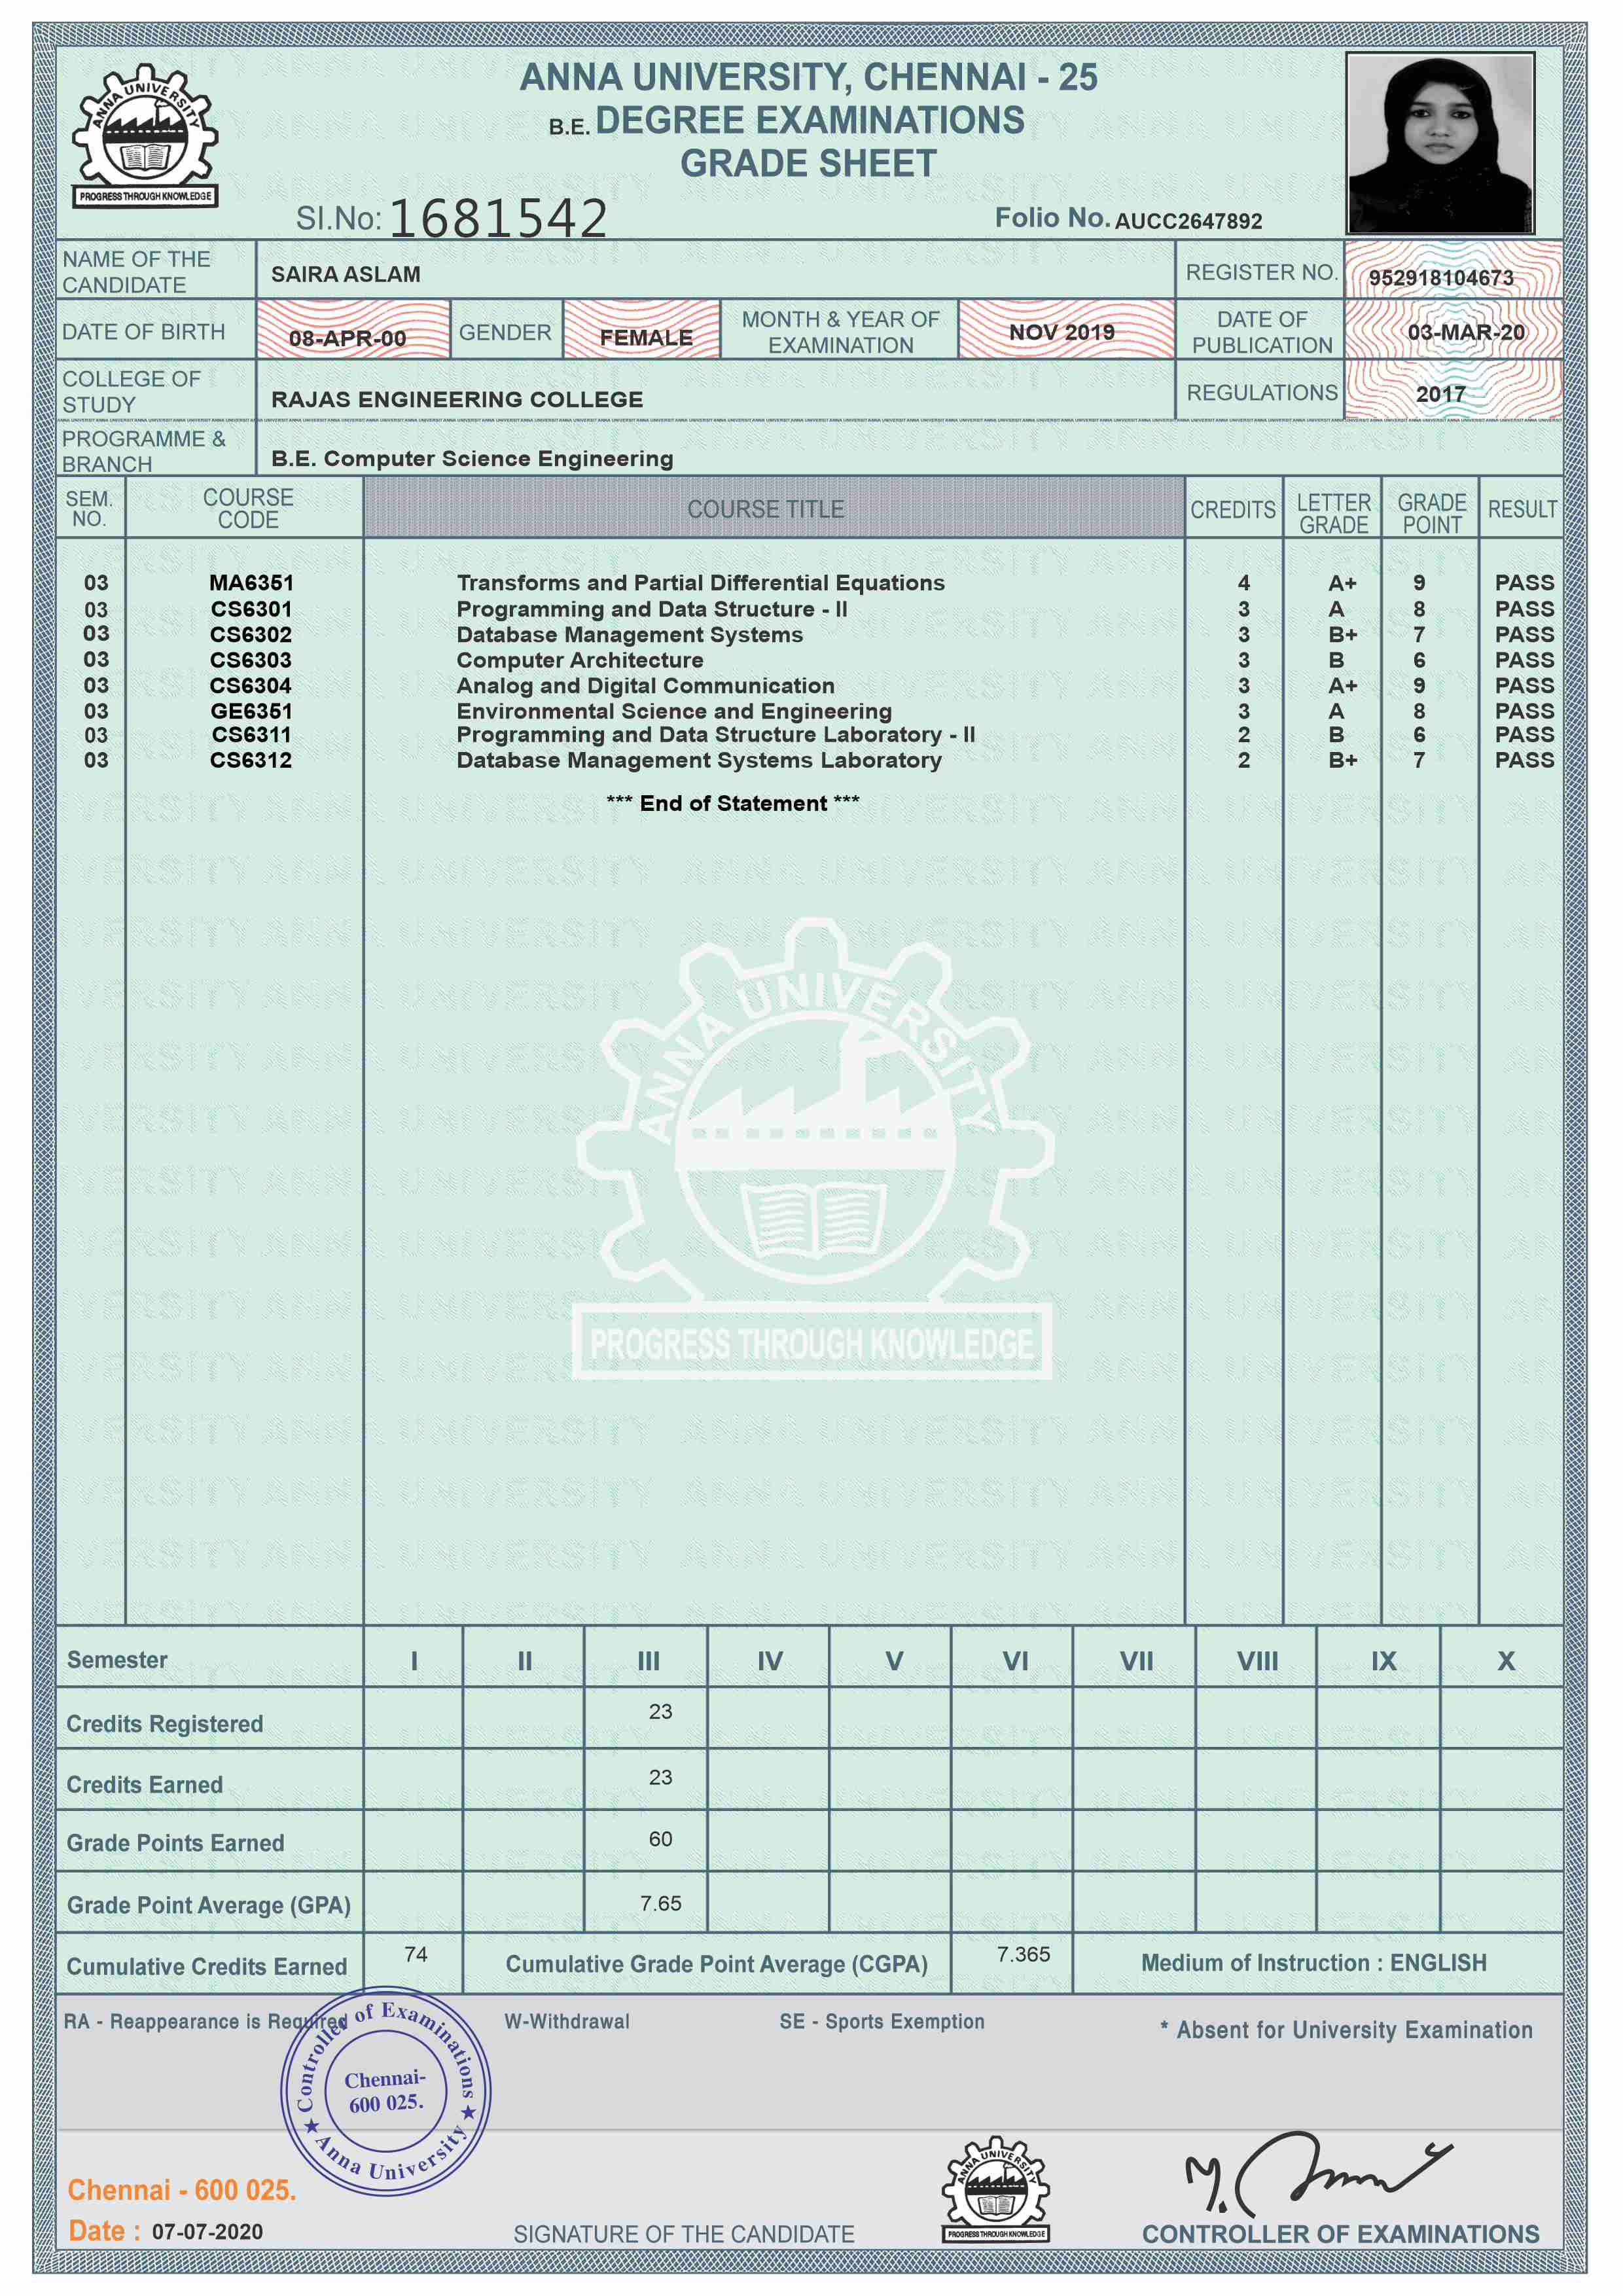 ANNA UNIVERSITY, CHENNAI - 25
B.E. DEGREE EXAMINATIONS
GRADE SHEET
ANNA UNIVERSITY
PROGRESS THROUGH KNOWLEDGE
SI.No: 1681542
Folio No. AUCC2647892
NAME OF THE CANDIDATE SAIRA ASLAM REGISTER NO. 952918104673
DATE OF BIRTH 08-APR-00 GENDER FEMALE MONTH & YEAR OF EXAMINATION NOV 2019 DATE OF PUBLICATION 03-MAR-20
COLLEGE OF STUDY RAJAS ENGINEERING COLLEGE REGULATIONS 2017
PROGRAMME & BRANCH B.E. Computer Science Engineering
SEM. NO. COURSE CODE COURSE TITLE CREDITS LETTER GRADE GRADE POINT RESULT
03 MA6351 Transforms and Partial Differential Equations 4 A+ 9 PASS
03 CS6301 Programming and Data Structure - II 3 A 8 PASS
03 CS6302 Database Management Systems 3 B+ 7 PASS
03 CS6303 Computer Architecture 3 B 6 PASS
03 CS6304 Analog and Digital Communication 3 A+ 9 PASS
03 GE6351 Environmental Science and Engineering 3 A 8 PASS
03 CS6311 Programming and Data Structure Laboratory - II 2 B 6 PASS
03 CS6312 Database Management Systems Laboratory 2 B+ 7 PASS
*** End of Statement ***
ANNA UNIVERSITY
PROGRESS THROUGH KNOWLEDGE
Semester I II III IV V VI VII VIII IX X
Credits Registered 23
Credits Earned 23
Grade Points Earned 60
Grade Point Average (GPA) 7.65
Cumulative Credits Earned 74 Cumulative Grade Point Average (CGPA) 7.365 Medium of Instruction : ENGLISH
RA - Reappearance is Required W-Withdrawal SE - Sports Exemption * Absent for University Examination
Controller of Examinations
Chennai-
600 025.
Anna University
Chennai - 600 025.
Date : 07-07-2020
SIGNATURE OF THE CANDIDATE
ANNA UNIVERSITY
PROGRESS THROUGH KNOWLEDGE
CONTROLLER OF EXAMINATIONS